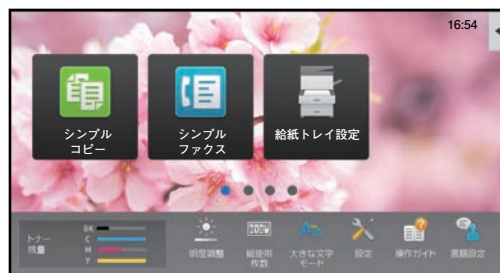 16:54
シンプル
コピー
シンプル
ファクス
給紙トレイ設定
トナー
残量
BK
C
M
Y
明度調整
総使用
枚数
大きな文字
モード
設定
操作ガイド
言語設定